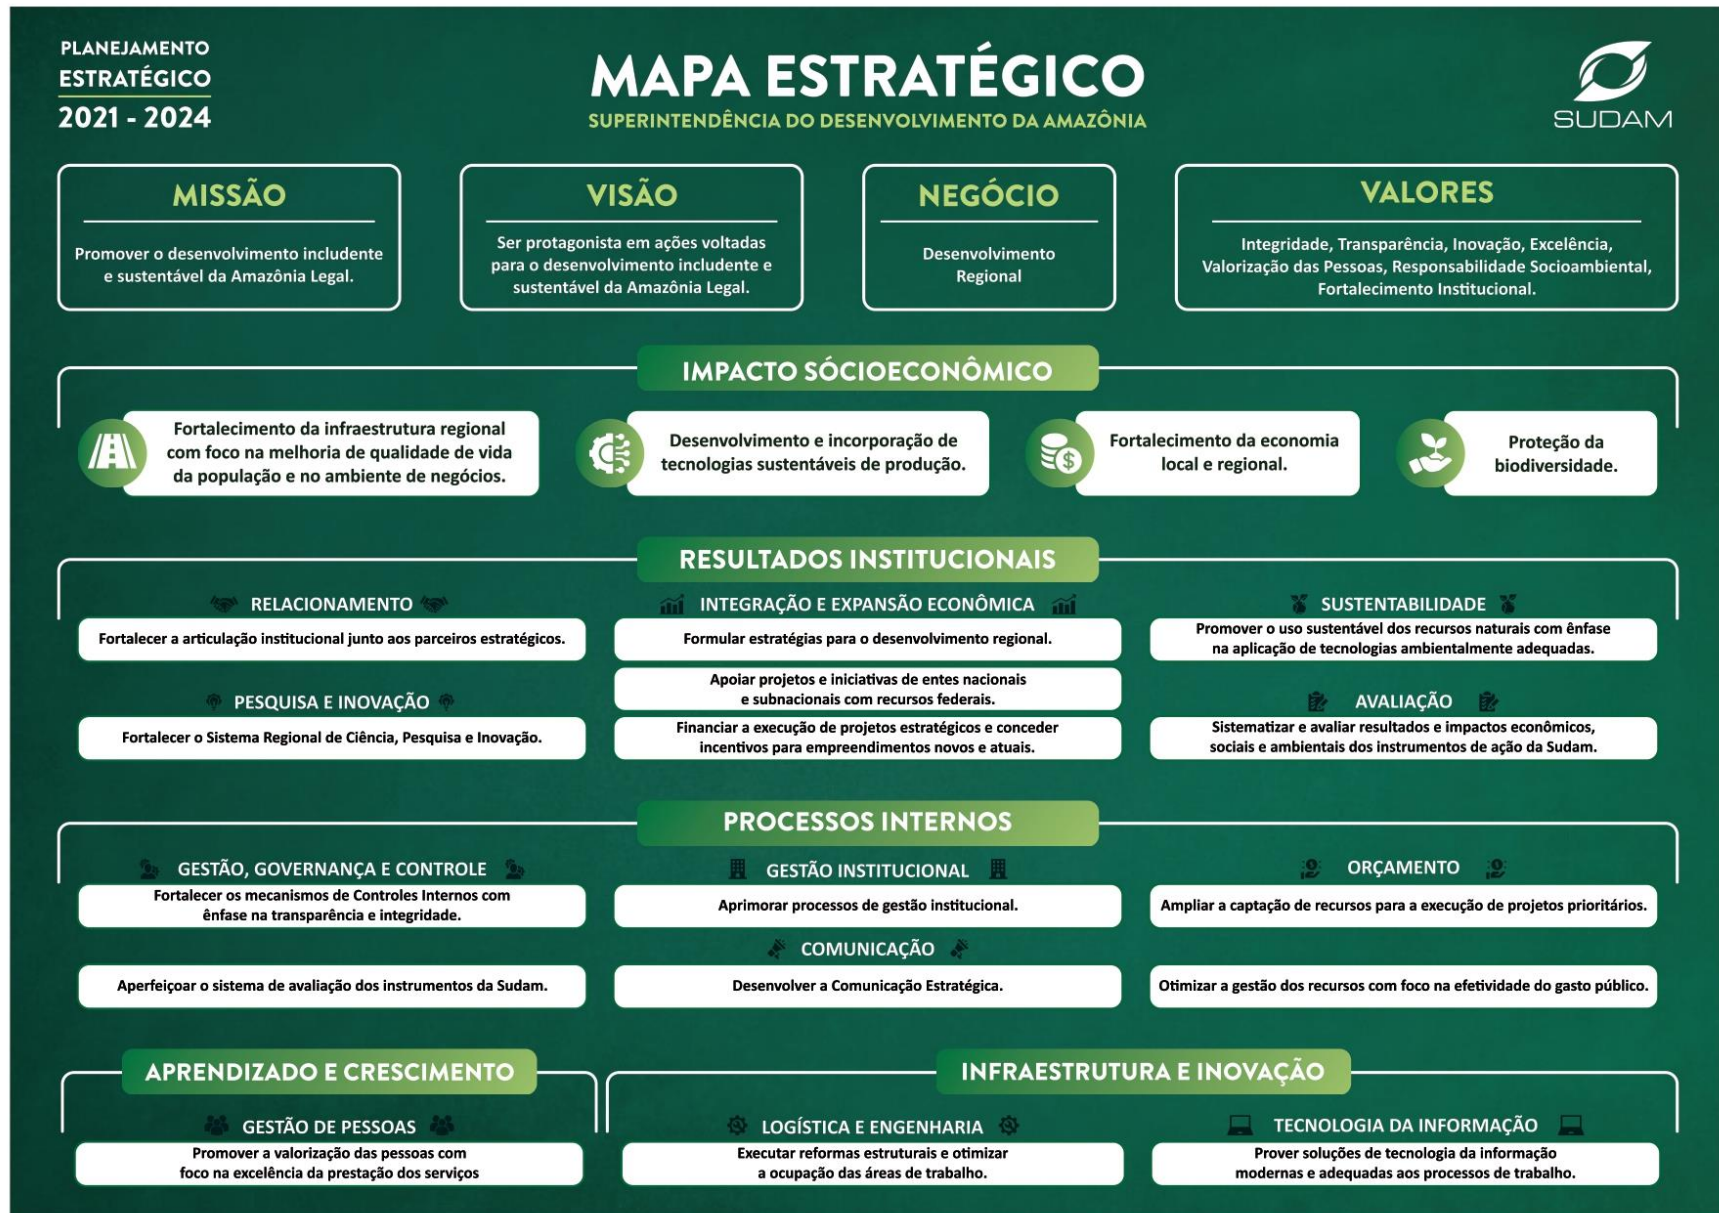 PLANEJAMENTO
ESTRATÉGICO
2021 - 2024
MAPA ESTRATÉGICO
SUPERINTENDÊNCIA DO DESENVOLVIMENTO DA AMAZÔNIA
SUDAM
MISSÃO
Promover o desenvolvimento includente
e sustentável da Amazônia Legal.
VISÃO
Ser protagonista em ações voltadas
para o desenvolvimento includente e
sustentável da Amazônia Legal.
NEGÓCIO
Desenvolvimento
Regional
VALORES
Integridade, Transparência, Inovação, Excelência,
Valorização das Pessoas, Responsabilidade Socioambiental,
Fortalecimento Institucional.
IMPACTO SÓCIOECONÔMICO
Fortalecimento da infraestrutura regional
com foco na melhoria de qualidade de vida
da população e no ambiente de negócios.
Desenvolvimento e incorporação de
tecnologias sustentáveis de produção.
Fortalecimento da economia
local e regional.
Proteção da
biodiversidade.
RESULTADOS INSTITUCIONAIS
RELACIONAMENTO
Fortalecer a articulação institucional junto aos parceiros estratégicos.
PESQUISA E INOVAÇÃO
Fortalecer o Sistema Regional de Ciência, Pesquisa e Inovação.
INTEGRAÇÃO E EXPANSÃO ECONÔMICA
Formular estratégias para o desenvolvimento regional.
Apoiar projetos e iniciativas de entes nacionais
e subnacionais com recursos federais.
Financiar a execução de projetos estratégicos e conceder
incentivos para empreendimentos novos e atuais.
SUSTENTABILIDADE
Promover o uso sustentável dos recursos naturais com ênfase
na aplicação de tecnologias ambientalmente adequadas.
AVALIAÇÃO
Sistematizar e avaliar resultados e impactos econômicos,
sociais e ambientais dos instrumentos de ação da Sudam.
PROCESSOS INTERNOS
GESTÃO, GOVERNANÇA E CONTROLE
Fortalecer os mecanismos de Controles Internos com
ênfase na transparência e integridade.
Aperfeiçoar o sistema de avaliação dos instrumentos da Sudam.
GESTÃO INSTITUCIONAL
Aprimorar processos de gestão institucional.
COMUNICAÇÃO
Desenvolver a Comunicação Estratégica.
ORÇAMENTO
Ampliar a captação de recursos para a execução de projetos prioritários.
Otimizar a gestão dos recursos com foco na efetividade do gasto público.
APRENDIZADO E CRESCIMENTO
GESTÃO DE PESSOAS
Promover a valorização das pessoas com
foco na excelência da prestação dos serviços
INFRAESTRUTURA E INOVAÇÃO
LOGÍSTICA E ENGENHARIA
Executar reformas estruturais e otimizar
a ocupação das áreas de trabalho.
TECNOLOGIA DA INFORMAÇÃO
Prover soluções de tecnologia da informação
modernas e adequadas aos processos de trabalho.